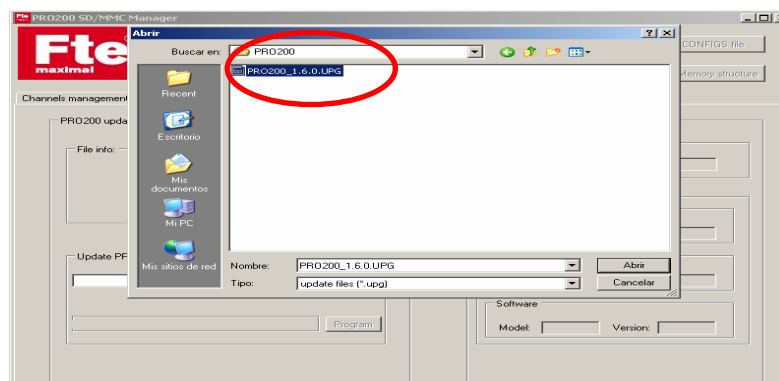 PRO200 SD/MMC Manager
Abrir
Buscar en:
PRO200
Fte
maximal
CONFIGS file
Memory structure
PRO200_1.6.0.UPG
Recent
Channels management
PRO200 upda
Escritorio
File info:
Mis
documentos
Mi PC
Update PR
Mis sitios de red
Nombre:
PRO200_1.6.0.UPG
Abrir
Tipo:
update files (*.upg)
Cancelar
Software
Program
Model:
Version: